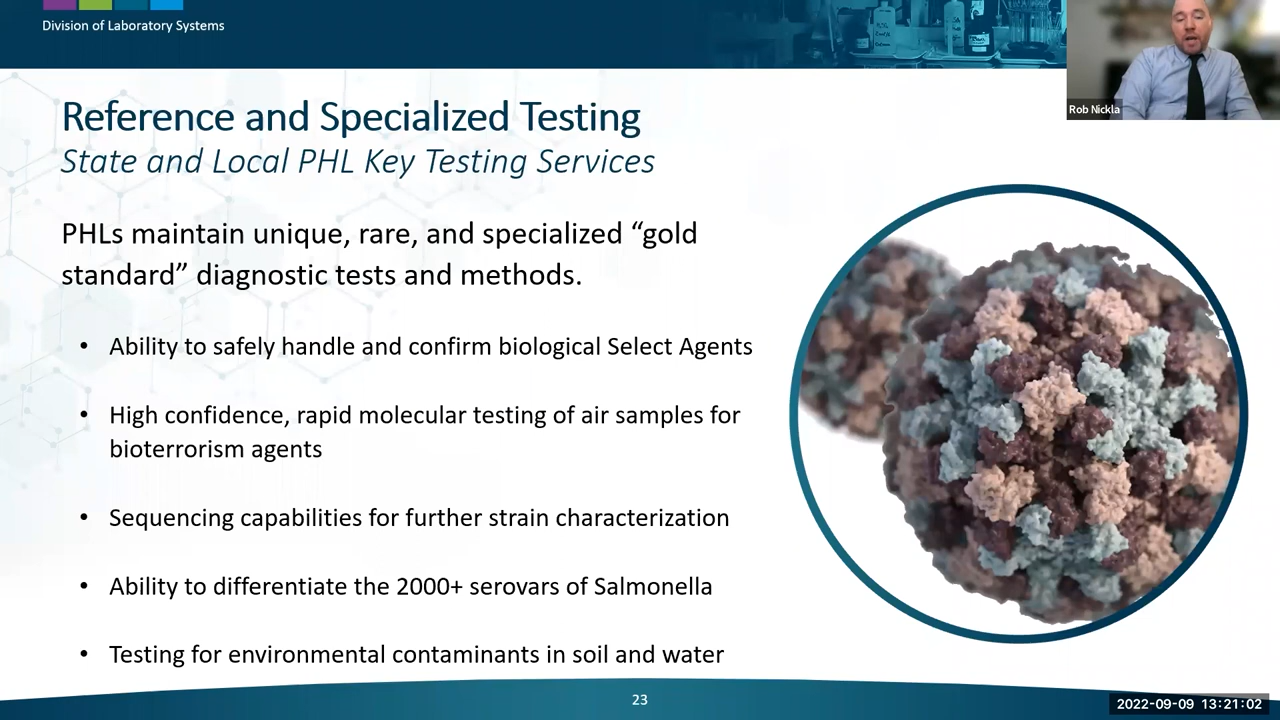 Division of Laboratory Systems
Rob Nickla
Reference and Specialized Testing
State and Local PHL Key Testing Services
PHLs maintain unique, rare, and specialized “gold
standard” diagnostic tests and methods.
• Ability to safely handle and confirm biological Select Agents
• High confidence, rapid molecular testing of air samples for
bioterrorism agents
• Sequencing capabilities for further strain characterization
• Ability to differentiate the 2000+ serovars of Salmonella
• Testing for environmental contaminants in soil and water
23
2022-09-09 13:21:02